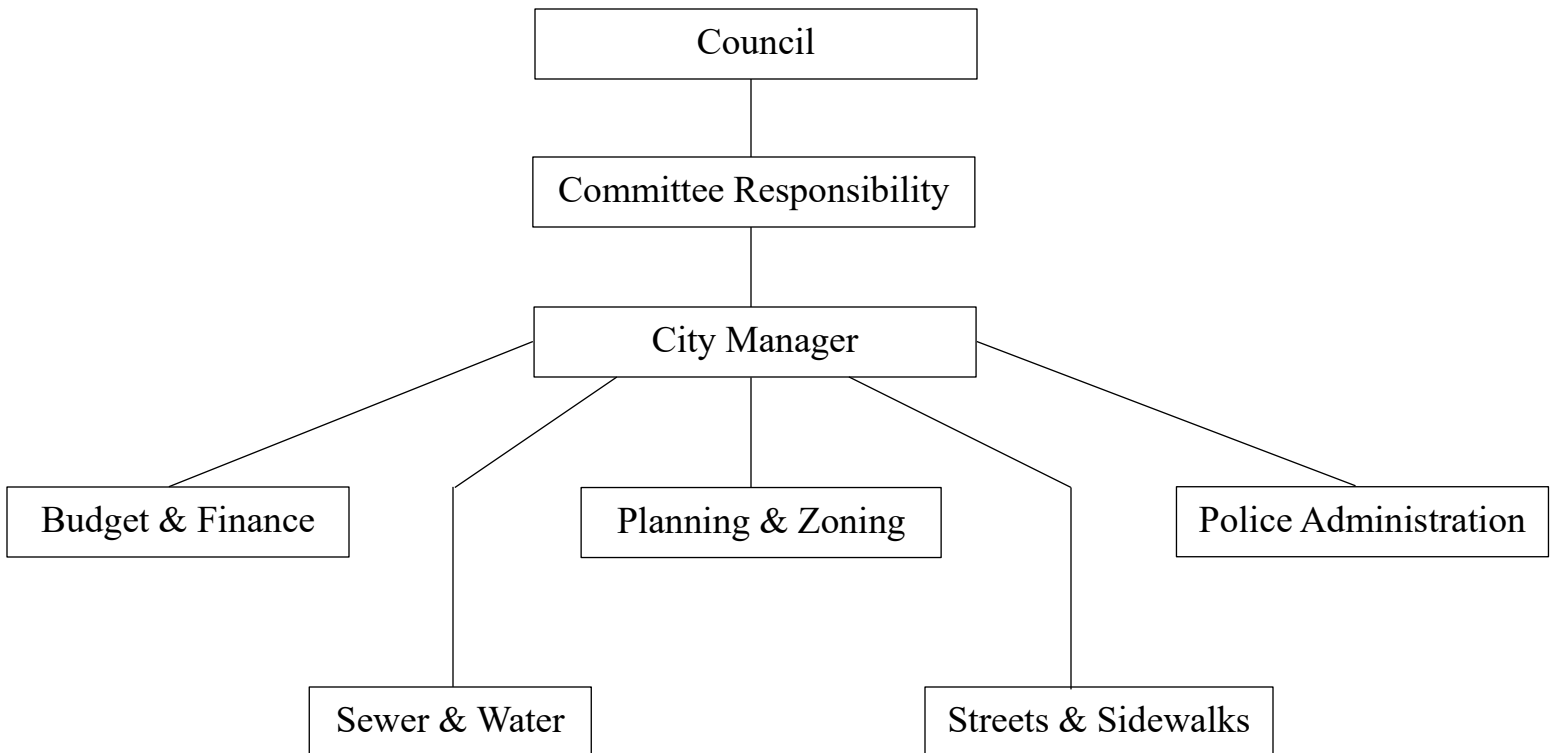 Council
Committee Responsibility
City Manager
Budget & Finance
Planning & Zoning
Police Administration
Sewer & Water
Streets & Sidewalks